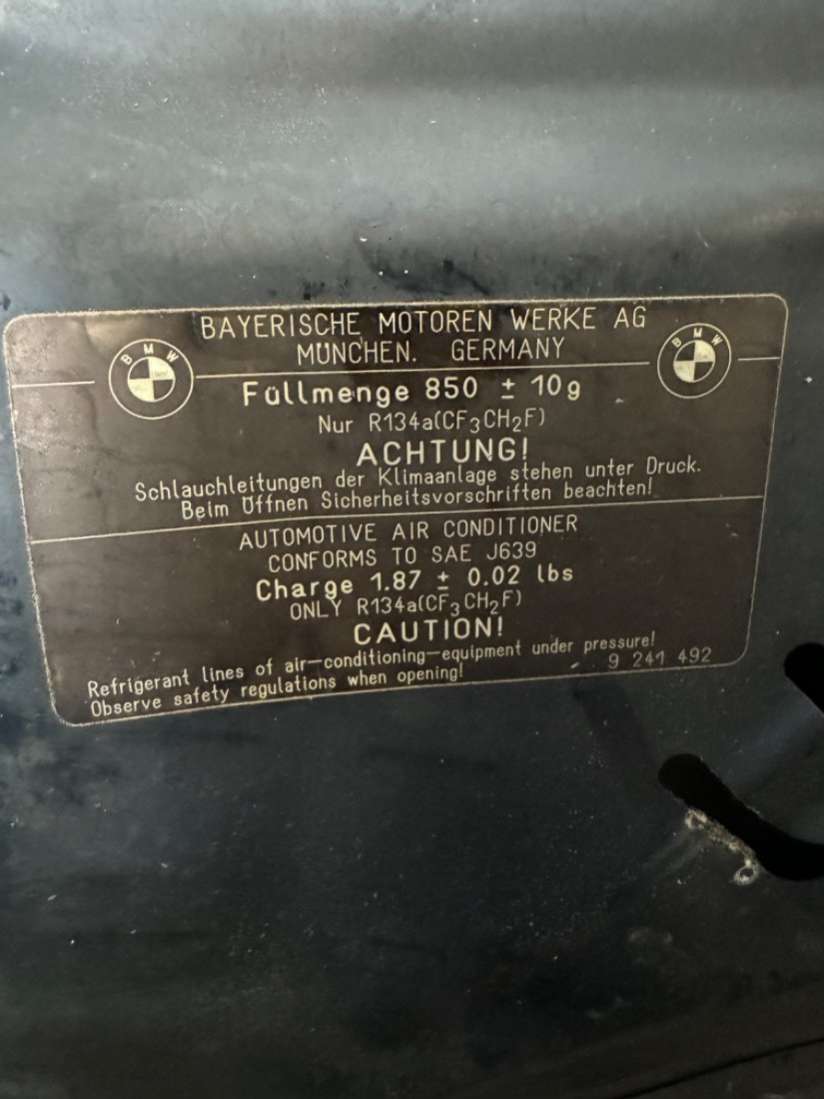 BAYERISCHE MOTOREN WERKE AG
MÜNCHEN. GERMANY
BMW
BMW
Füllmenge 850 ± 10g
Nur R134a(CF₃CH₂F)
ACHTUNG!
Schlauchleitungen der Klimaanlage stehen unter Druck.
Beim Öffnen Sicherheitsvorschriften beachten!
AUTOMOTIVE AIR CONDITIONER
CONFORMS TO SAE J639
Charge 1.87 ± 0.02 lbs
ONLY R134a(CF₃CH₂F)
CAUTION!
Refrigerant lines of air-conditioning-equipment under pressure!
Observe safety regulations when opening!
9 241 492